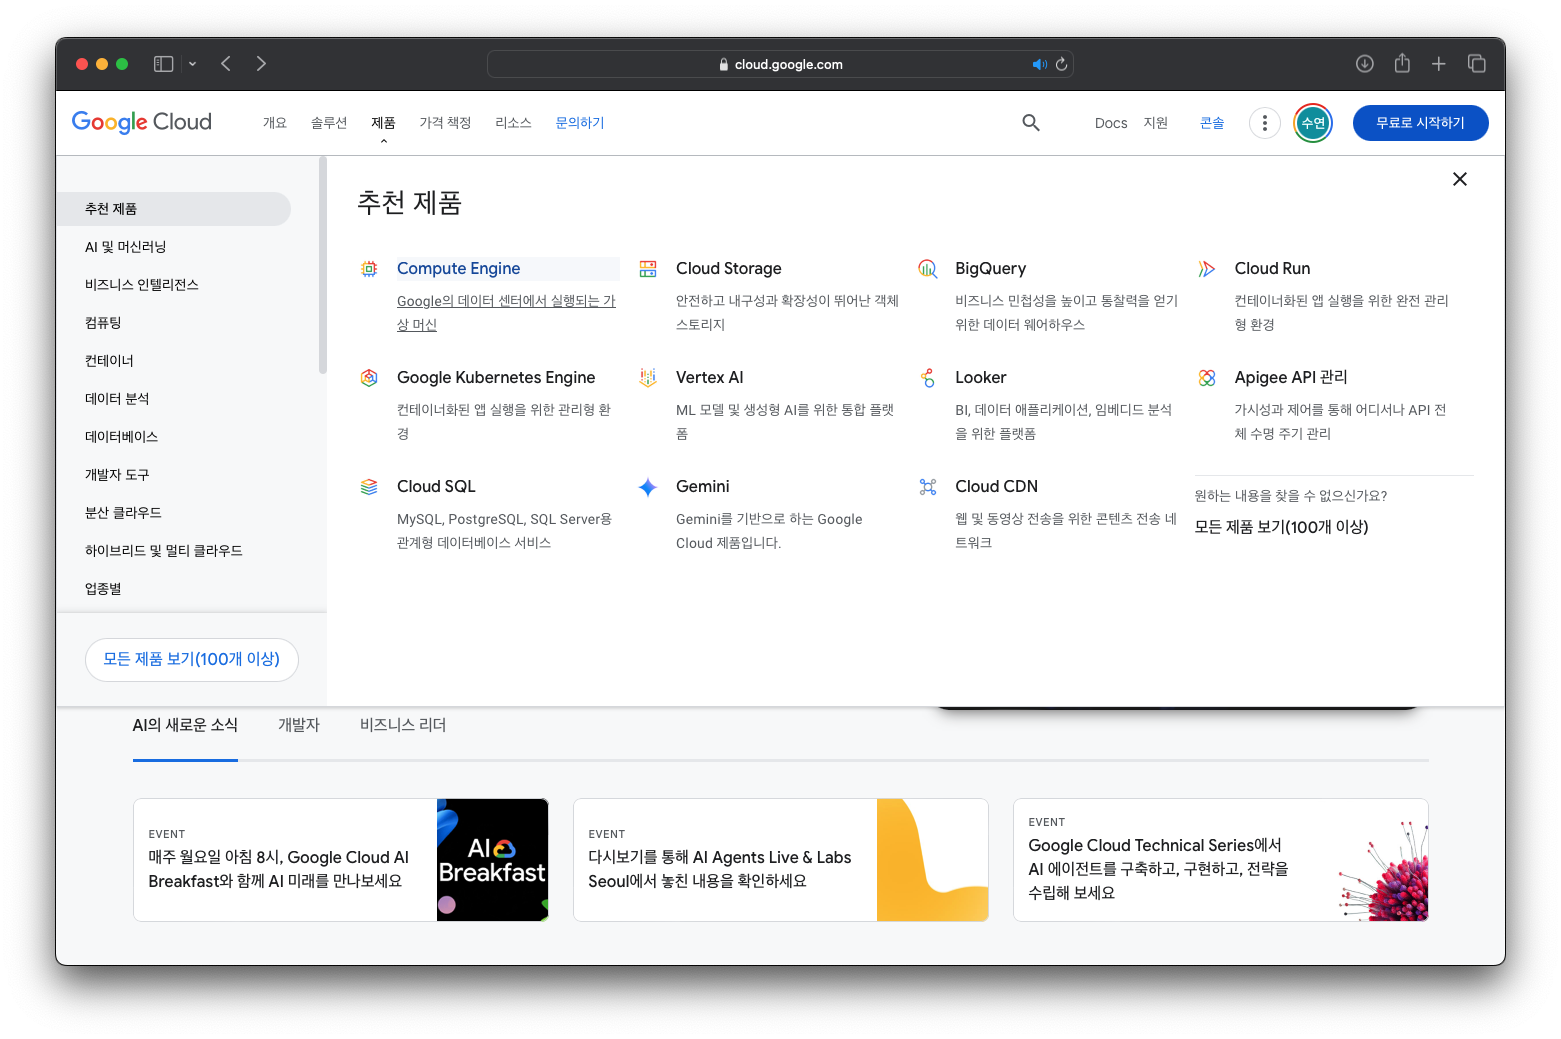 cloud.google.com
Google Cloud
개요
솔루션
제품
가격 책정
리소스
문의하기
Docs
지원
콘솔
수연
무료로 시작하기
추천 제품
AI 및 머신러닝
비즈니스 인텔리전스
컴퓨팅
컨테이너
데이터 분석
데이터베이스
개발자 도구
분산 클라우드
하이브리드 및 멀티 클라우드
업종별
모든 제품 보기(100개 이상)
추천 제품
Compute Engine
Google의 데이터 센터에서 실행되는 가
상 머신
Cloud Storage
안전하고 내구성과 확장성이 뛰어난 객체
스토리지
BigQuery
비즈니스 민첩성을 높이고 통찰력을 얻기
위한 데이터 웨어하우스
Cloud Run
컨테이너화된 앱 실행을 위한 완전 관리
형 환경
Google Kubernetes Engine
컨테이너화된 앱 실행을 위한 관리형 환
경
Vertex AI
ML 모델 및 생성형 AI를 위한 통합 플랫
폼
Looker
BI, 데이터 애플리케이션, 임베디드 분석
을 위한 플랫폼
Apigee API 관리
가시성과 제어를 통해 어디서나 API 전
체 수명 주기 관리
Cloud SQL
MySQL, PostgreSQL, SQL Server용
관계형 데이터베이스 서비스
Gemini
Gemini를 기반으로 하는 Google
Cloud 제품입니다.
Cloud CDN
웹 및 동영상 전송을 위한 콘텐츠 전송 네
트워크
원하는 내용을 찾을 수 없으신가요?
모든 제품 보기(100개 이상)
AI의 새로운 소식
개발자
비즈니스 리더
EVENT
매주 월요일 아침 8시, Google Cloud AI
Breakfast와 함께 AI 미래를 만나보세요
AI
Breakfast
EVENT
다시보기를 통해 AI Agents Live & Labs
Seoul에서 놓친 내용을 확인하세요
EVENT
Google Cloud Technical Series에서
AI 에이전트를 구축하고, 구현하고, 전략을
수립해 보세요